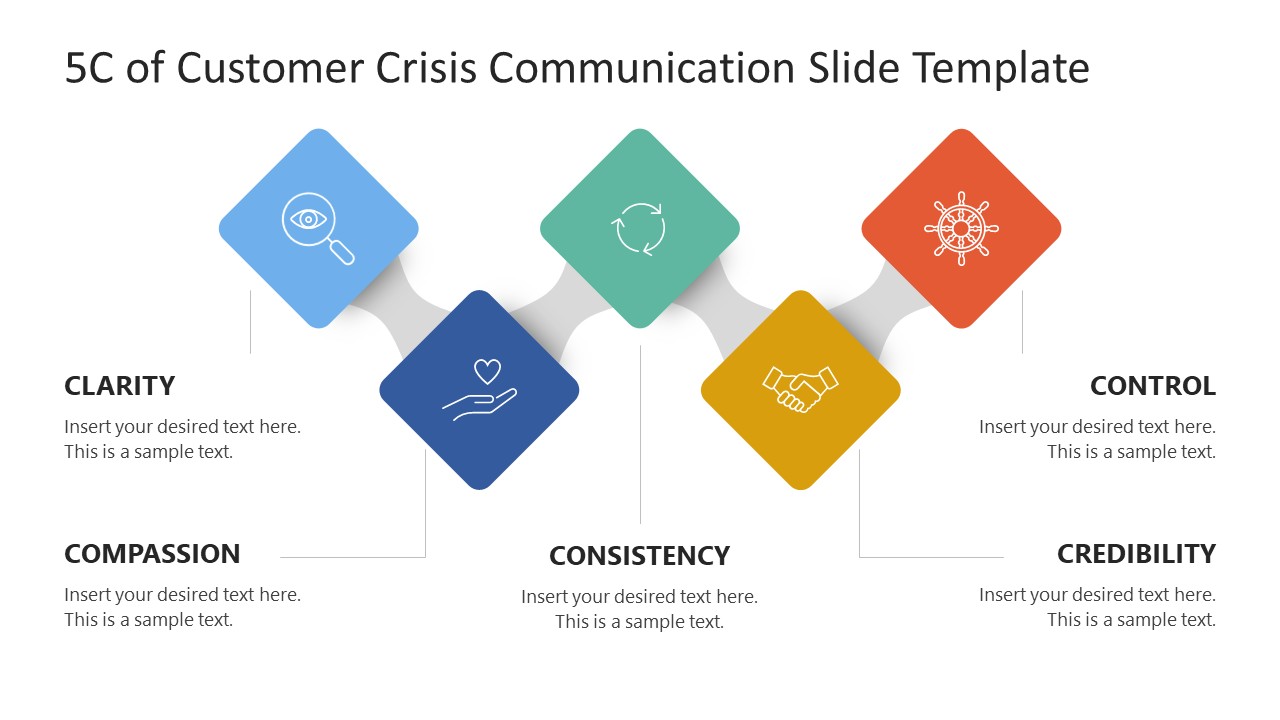 5C of Customer Crisis Communication Slide Template
CLARITY
Insert your desired text here.
This is a sample text.
COMPASSION
Insert your desired text here.
This is a sample text.
CONSISTENCY
Insert your desired text here.
This is a sample text.
CONTROL
Insert your desired text here.
This is a sample text.
CREDIBILITY
Insert your desired text here.
This is a sample text.